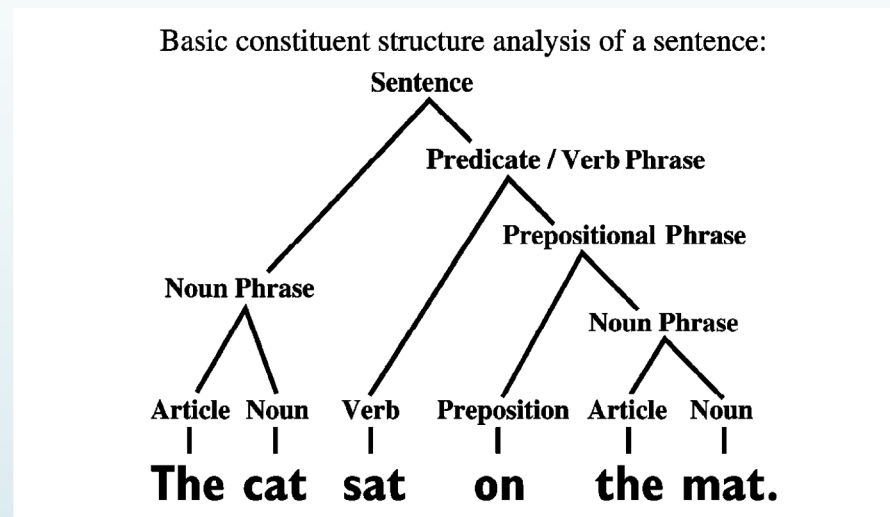 Basic constituent structure analysis of a sentence:
Sentence
Predicate / Verb Phrase
Prepositional Phrase
Noun Phrase
Noun Phrase
Article Noun Verb Preposition Article Noun
The cat sat on the mat.